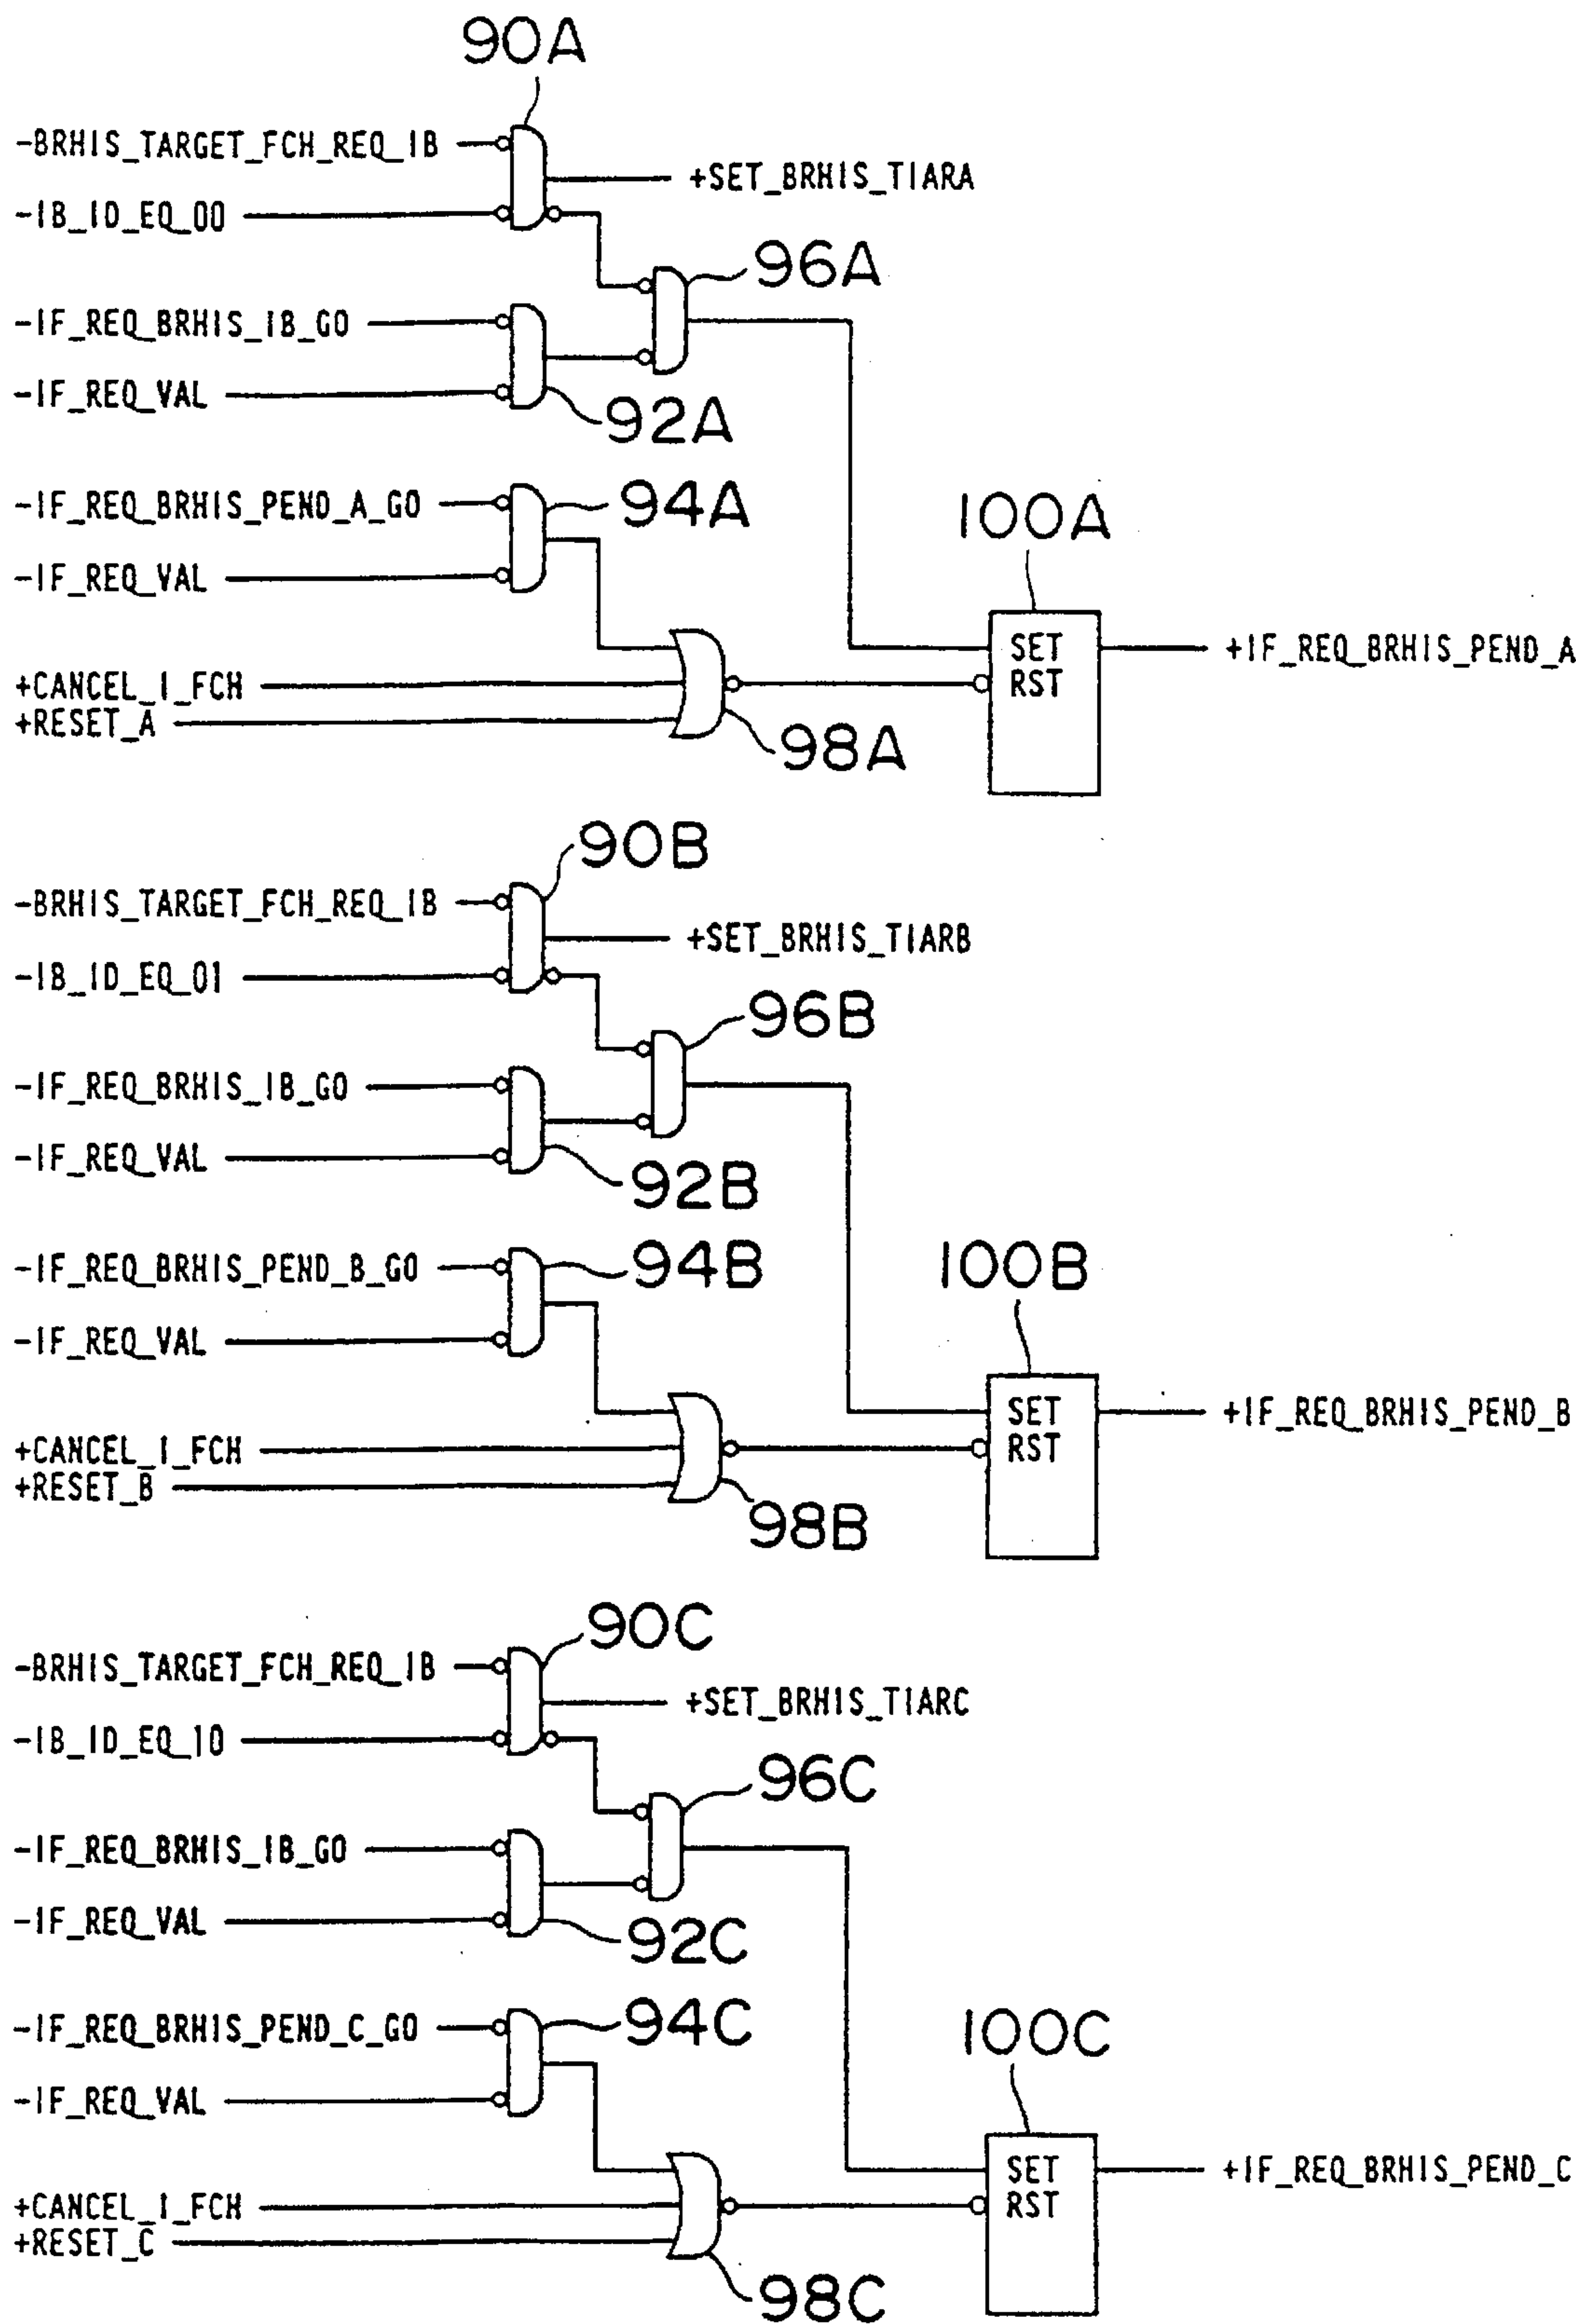 90A
-BRHIS_TARGET_FCH_REQ_IB
+SET_BRHIS_TIARA
-IB_ID_EQ_00
96A
-IF_REQ_BRHIS_IB_GO
-IF_REQ_VAL
92A
-IF_REQ_BRHIS_PEND_A_GO
94A
100A
-IF_REQ_VAL
SET
+IF_REQ_BRHIS_PEND_A
+CANCEL_I_FCH
RST
+RESET_A
98A
90B
-BRHIS_TARGET_FCH_REQ_IB
+SET_BRHIS_TIARB
-IB_ID_EQ_01
96B
-IF_REQ_BRHIS_IB_GO
-IF_REQ_VAL
92B
-IF_REQ_BRHIS_PEND_B_GO
94B
100B
-IF_REQ_VAL
SET
+IF_REQ_BRHIS_PEND_B
+CANCEL_I_FCH
RST
+RESET_B
98B
90C
-BRHIS_TARGET_FCH_REQ_IB
+SET_BRHIS_TIARC
-IB_ID_EQ_10
96C
-IF_REQ_BRHIS_IB_GO
-IF_REQ_VAL
92C
-IF_REQ_BRHIS_PEND_C_GO
94C
100C
-IF_REQ_VAL
SET
+IF_REQ_BRHIS_PEND_C
+CANCEL_I_FCH
RST
+RESET_C
98C